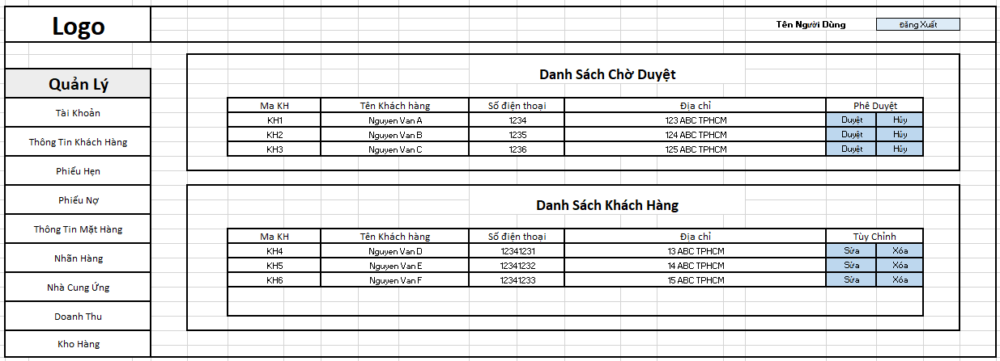 Logo
Tên Người Dùng Đăng Xuất
Quản Lý
Tài Khoản
Thông Tin Khách Hàng
Phiếu Hẹn
Phiếu Nợ
Thông Tin Mặt Hàng
Nhãn Hàng
Nhà Cung Ứng
Doanh Thu
Kho Hàng
Danh Sách Chờ Duyệt
Ma KH Tên Khách hàng Số điện thoại Địa chỉ Phê Duyệt
KH1 Nguyen Van A 1234 123 ABC TPHCM Duyệt Hủy
KH2 Nguyen Van B 1235 124 ABC TPHCM Duyệt Hủy
KH3 Nguyen Van C 1236 125 ABC TPHCM Duyệt Hủy
Danh Sách Khách Hàng
Ma KH Tên Khách hàng Số điện thoại Địa chỉ Tùy Chỉnh
KH4 Nguyen Van D 12341231 13 ABC TPHCM Sửa Xóa
KH5 Nguyen Van E 12341232 14 ABC TPHCM Sửa Xóa
KH6 Nguyen Van F 12341233 15 ABC TPHCM Sửa Xóa